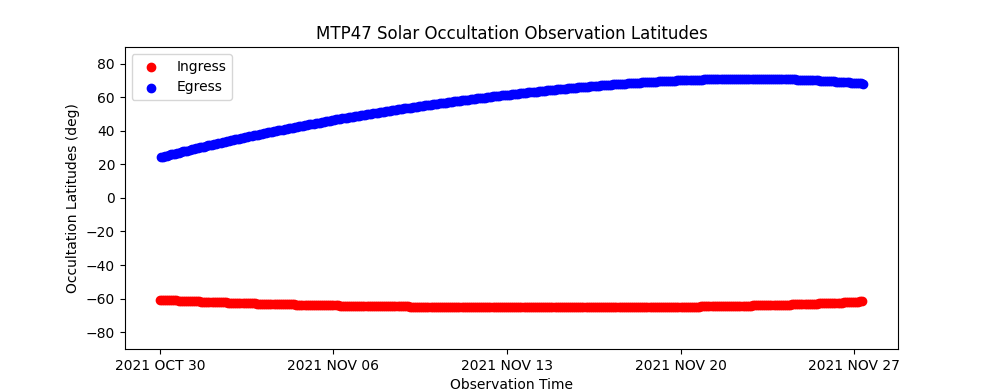 MTP47 Solar Occultation Observation Latitudes
Ingress
Egress
Occultation Latitudes (deg)
80
60
40
20
0
−20
−40
−60
−80
2021 OCT 30 2021 NOV 06 2021 NOV 13 2021 NOV 20 2021 NOV 27
Observation Time